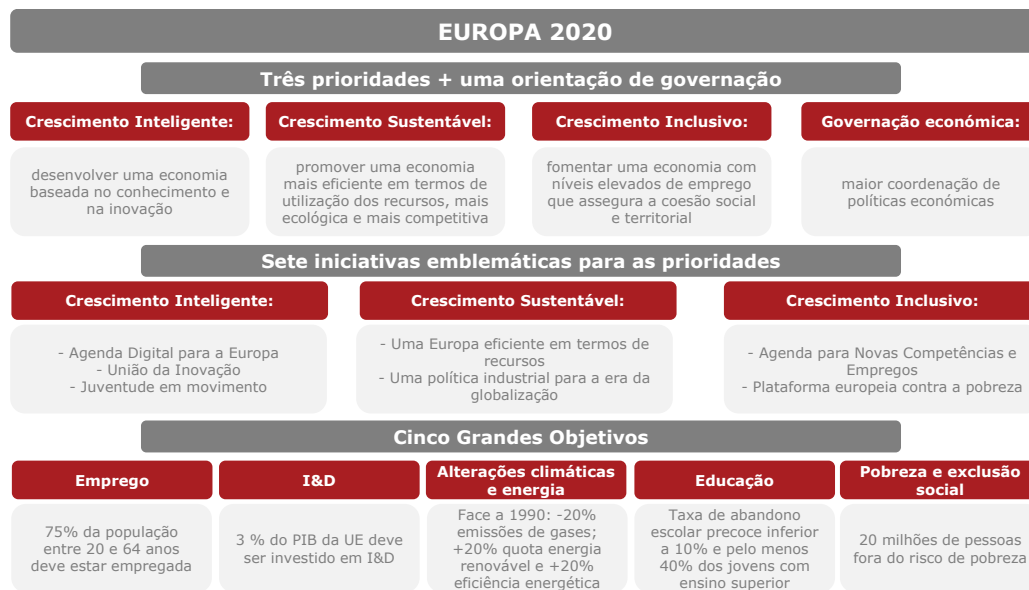 EUROPA 2020
Três prioridades + uma orientação de governação
Crescimento Inteligente:
desenvolver uma economia
baseada no conhecimento e
na inovação
Crescimento Sustentável:
promover uma economia
mais eficiente em termos de
utilização dos recursos, mais
ecológica e mais competitiva
Crescimento Inclusivo:
fomentar uma economia com
níveis elevados de emprego
que assegura a coesão social
e territorial
Governação económica:
maior coordenação de
políticas económicas
Sete iniciativas emblemáticas para as prioridades
Crescimento Inteligente:
- Agenda Digital para a Europa
- União da Inovação
- Juventude em movimento
Crescimento Sustentável:
- Uma Europa eficiente em termos de
recursos
- Uma política industrial para a era da
globalização
Crescimento Inclusivo:
- Agenda para Novas Competências e
Empregos
- Plataforma europeia contra a pobreza
Cinco Grandes Objetivos
Emprego
75% da população
entre 20 e 64 anos
deve estar empregada
I&D
3 % do PIB da UE deve
ser investido em I&D
Alterações climáticas
e energia
Face a 1990: -20%
emissões de gases;
+20% quota energia
renovável e +20%
eficiência energética
Educação
Taxa de abandono
escolar precoce inferior
a 10% e pelo menos
40% dos jovens com
ensino superior
Pobreza e exclusão
social
20 milhões de pessoas
fora do risco de pobreza